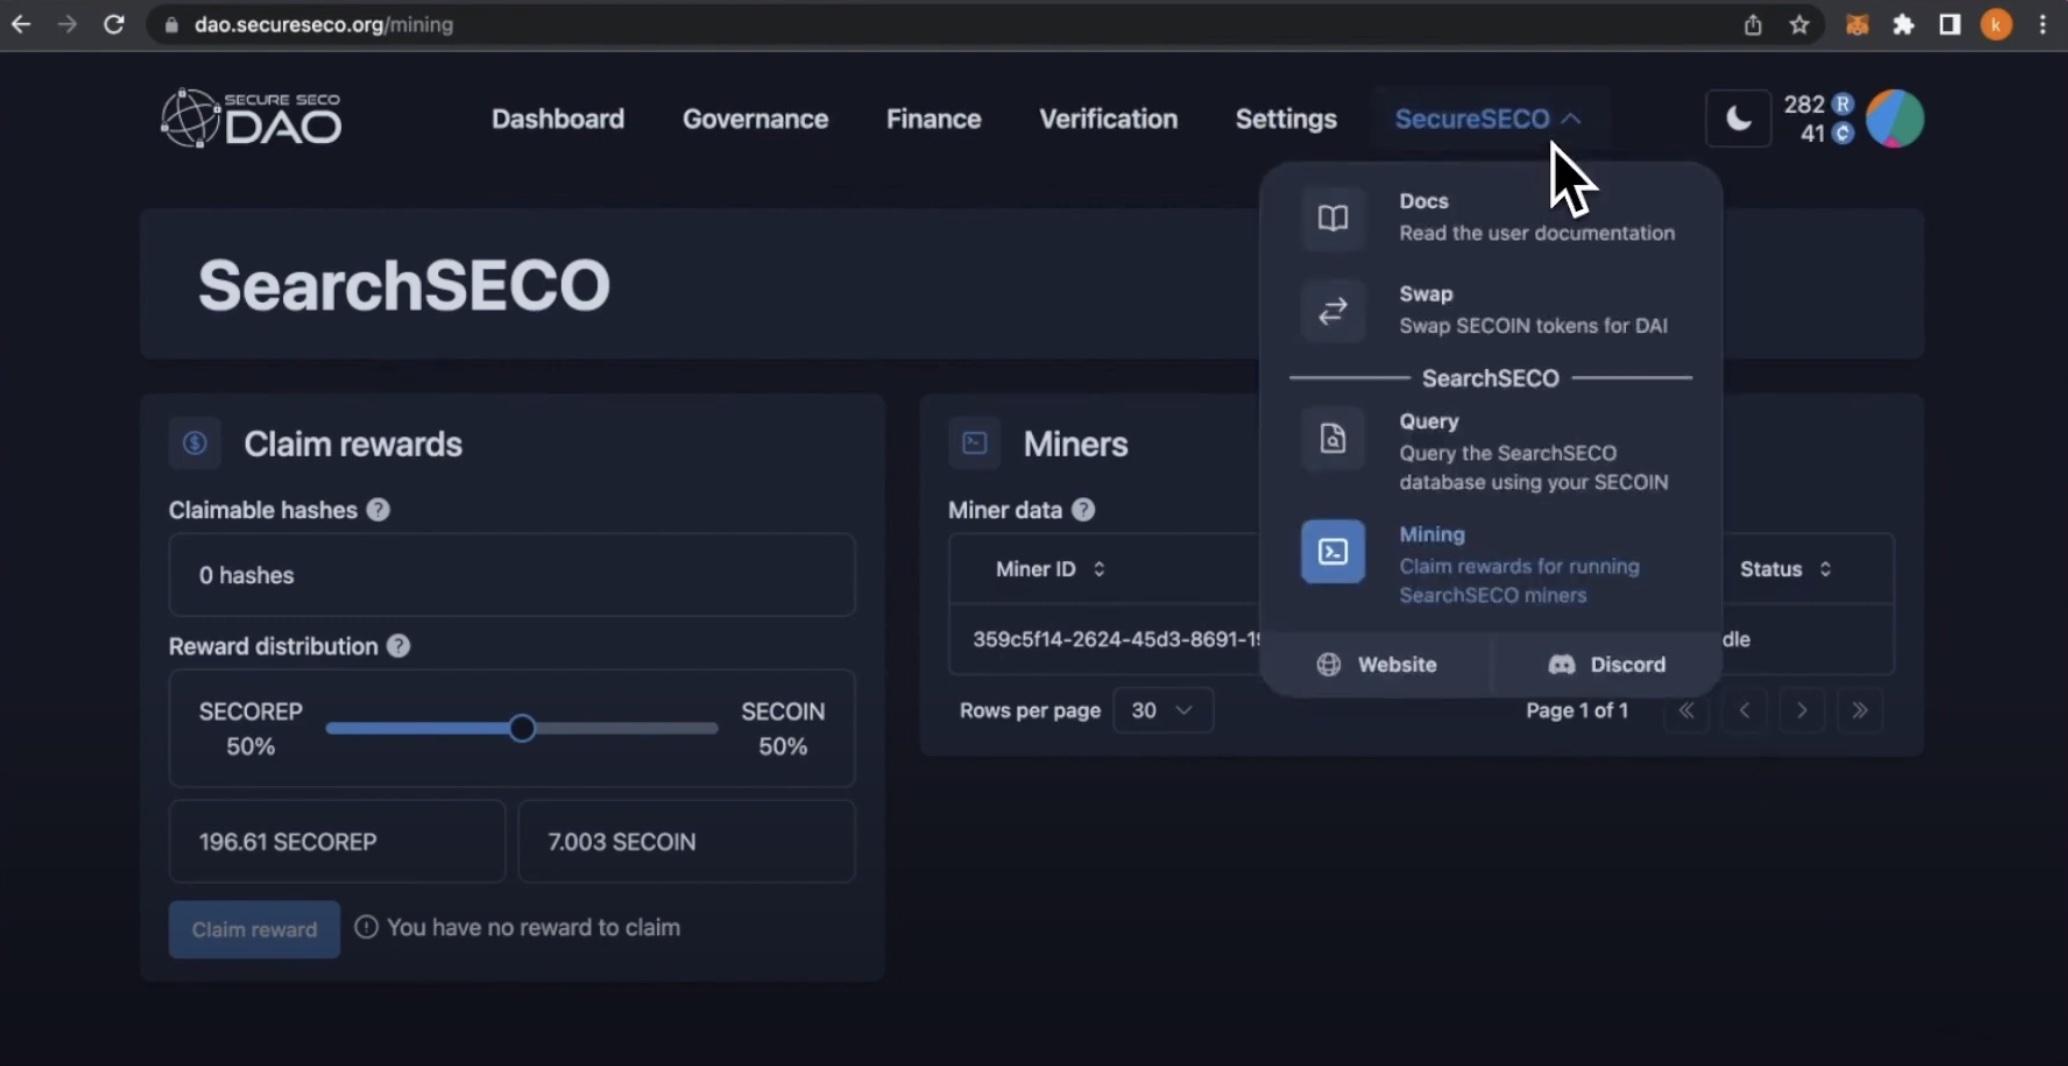 dao.secureseco.org/mining
k
SECURE SECO
DAO
Dashboard
Governance
Finance
Verification
Settings
SecureSECO
282 R
41 C
Docs
Read the user documentation
Swap
Swap SECOIN tokens for DAI
SearchSECO
Query
Query the SearchSECO
database using your SECOIN
Mining
Claim rewards for running
SearchSECO miners
Website
Discord
SearchSECO
Claim rewards
Claimable hashes ?
0 hashes
Reward distribution ?
SECOREP
50%
SECOIN
50%
196.61 SECOREP
7.003 SECOIN
Claim reward
You have no reward to claim
Miners
Miner data ?
Miner ID
Status
359c5f14-2624-45d3-8691-1
dle
Rows per page
30
Page 1 of 1